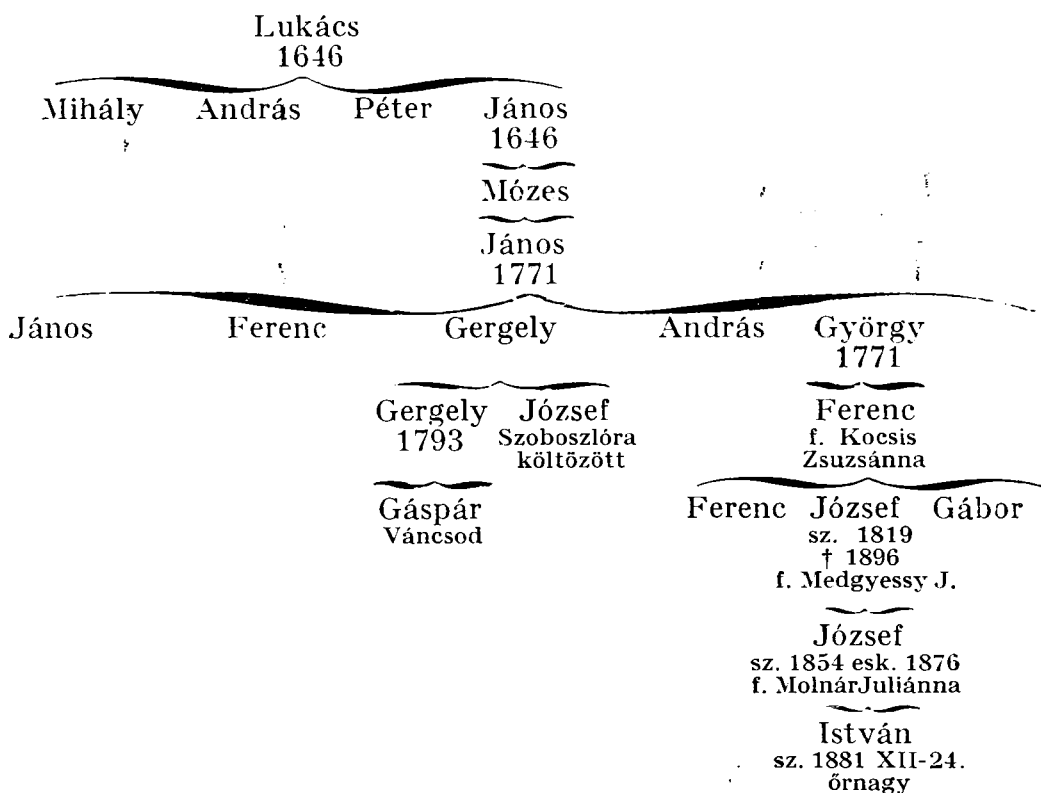 Lukács
1646
Mihály András Péter János
1646
Mózes
János
1771
János Ferenc Gergely András György
1771
Gergely József Ferenc
1793 Szoboszlóra f. Kocsis
költözött Zsuzsánna
Gáspár Ferenc József Gábor
Váncsod sz. 1819
† 1896
f. Medgyessy J.
József
sz. 1854 esk. 1876
f. MolnárJuliánna
István
sz. 1881 XII-24.
őrnagy